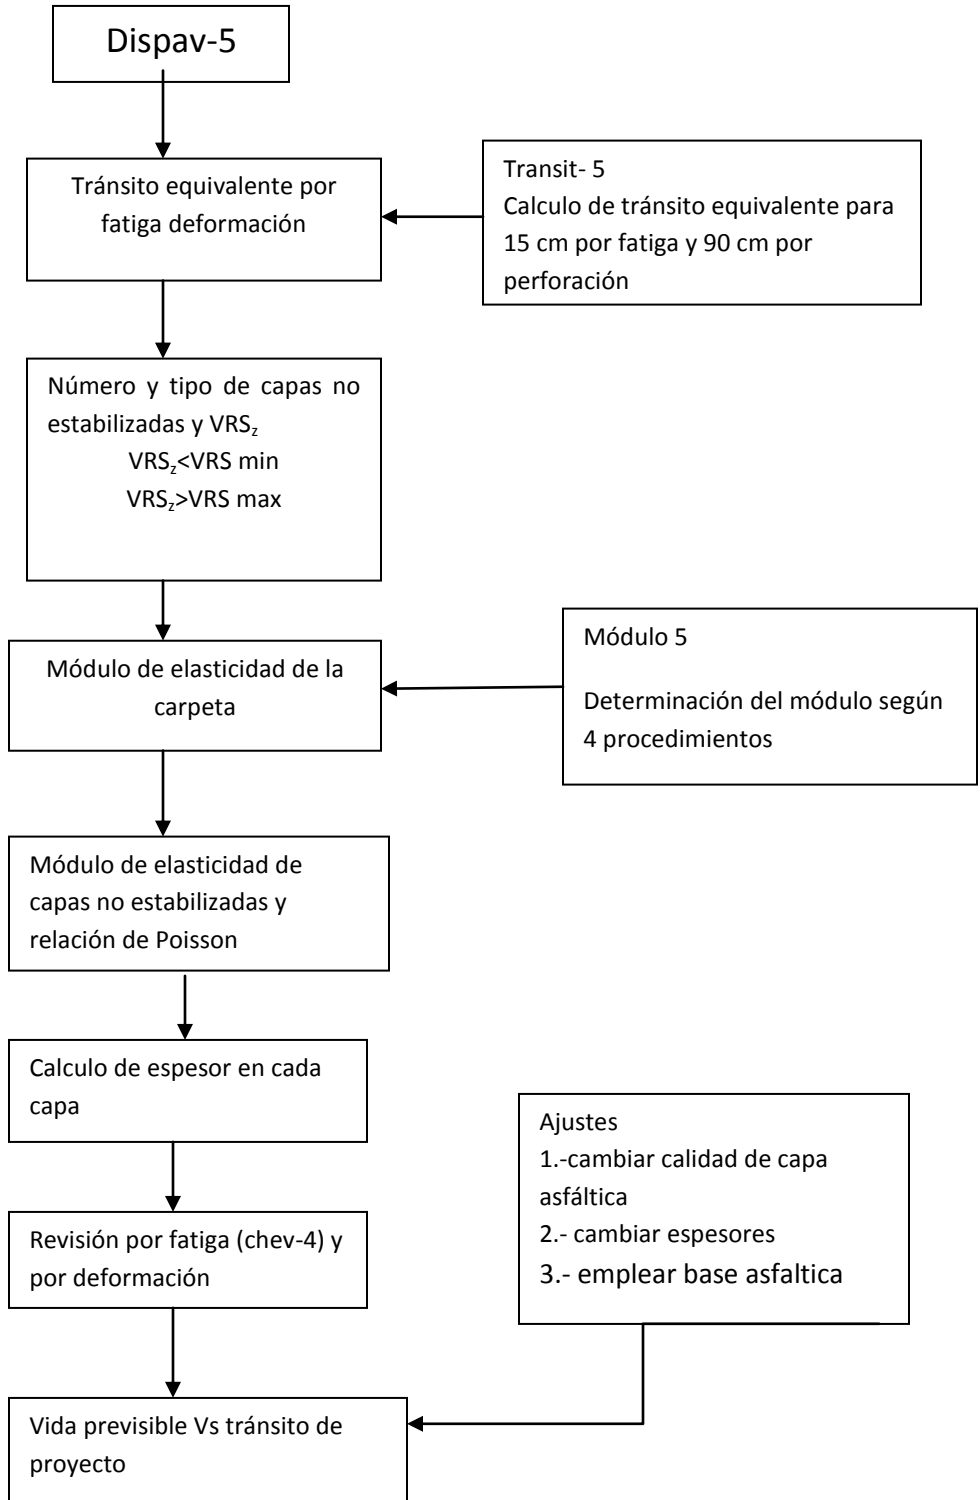 Dispav-5
Tránsito equivalente por
fatiga deformación
Transit- 5
Calculo de tránsito equivalente para
15 cm por fatiga y 90 cm por
perforación
Número y tipo de capas no
estabilizadas y VRSz
VRSz<VRS min
VRSz>VRS max
Módulo de elasticidad de la
carpeta
Módulo 5
Determinación del módulo según
4 procedimientos
Módulo de elasticidad de
capas no estabilizadas y
relación de Poisson
Calculo de espesor en cada
capa
Ajustes
1.-cambiar calidad de capa
asfáltica
2.- cambiar espesores
3.- emplear base asfaltica
Revisión por fatiga (chev-4) y
por deformación
Vida previsible Vs tránsito de
proyecto